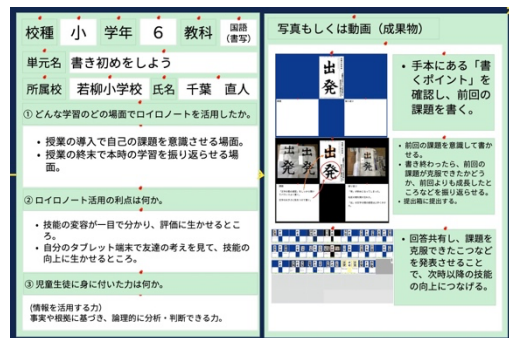 校種 小 学年 6 教科 国語（書写）
単元名 書き初めをしよう
所属校 若柳小学校 氏名 千葉 直人
① どんな学習のどの場面でロイロノートを活用したか。
• 授業の導入で自己の課題を意識させる場面。
• 授業の終末で本時の学習を振り返らせる場
面。
② ロイロノート活用の利点は何か。
• 技能の変容が一目で分かり、評価に生かせるとこ
ろ。
• 自分のタブレット端末で友達の考えを見て、技能の
向上に生かせるところ。
③ 児童生徒に身に付いた力は何か。
(情報を活用する力)
事実や根拠に基づき、論理的に分析・判断できる力。
写真もしくは動画（成果物）
出発
• 手本にある「書
くポイント」を
確認し、前回の
課題を書く。
出発
出発
出発
• 前回の課題を意識して書か
せる。
• 書き終わったら、前回の
課題が克服できたかどう
か、前回よりも成長したと
ころなどを振り返らせる。
• 提出箱に提出する。
• 回答共有し、課題を
克服できたこつなど
を発表させること
で、次時以降の技能
の向上につなげる。